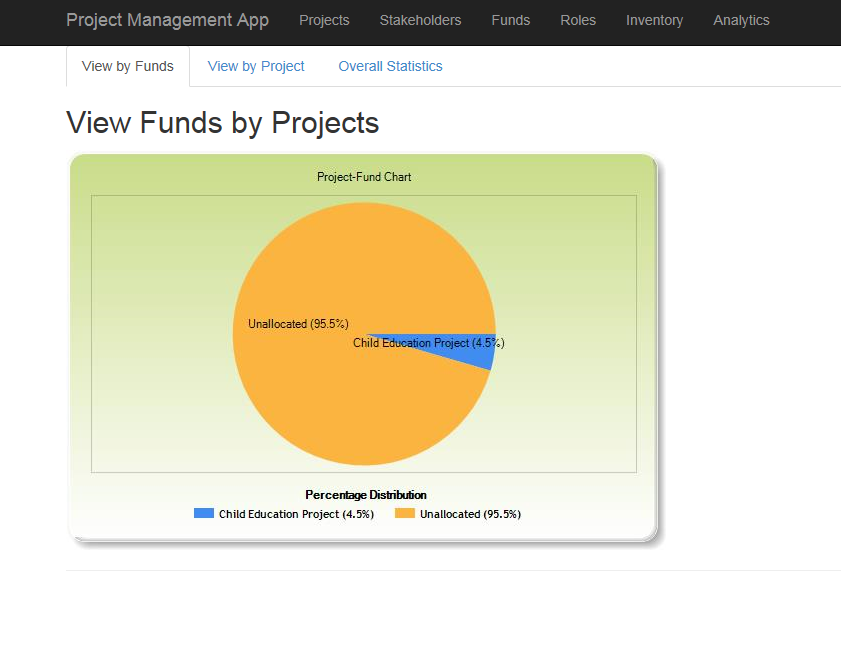 Project Management App Projects Stakeholders Funds Roles Inventory Analytics
View by Funds View by Project Overall Statistics
View Funds by Projects
Project-Fund Chart
Unallocated (95.5%)
Child Education Project (4.5%)
Percentage Distribution
Child Education Project (4.5%) Unallocated (95.5%)